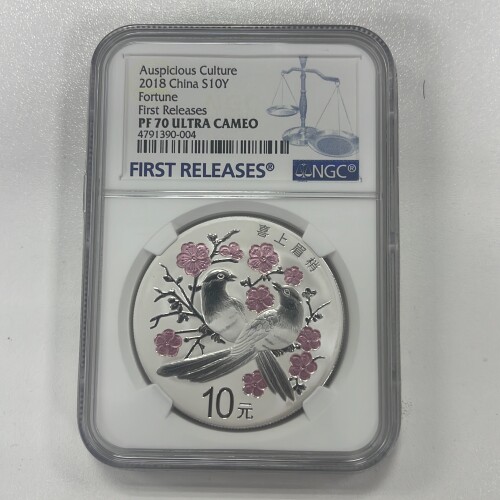 Auspicious Culture
2018 China S10Y
Fortune
First Releases
PF 70 ULTRA CAMEO
4791390-004
FIRST RELEASES®
NGC®
喜上眉梢
10元